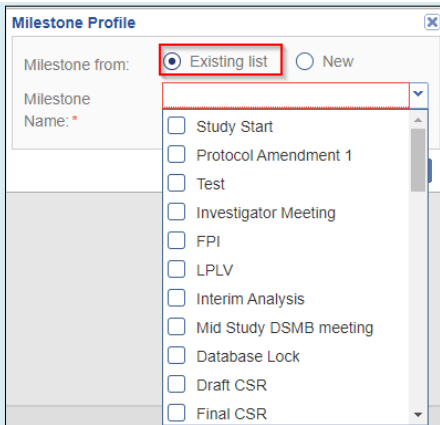 Milestone Profile
Milestone from: Existing list New
Milestone
Name: *
Study Start
Protocol Amendment 1
Test
Investigator Meeting
FPI
LPLV
Interim Analysis
Mid Study DSMB meeting
Database Lock
Draft CSR
Final CSR